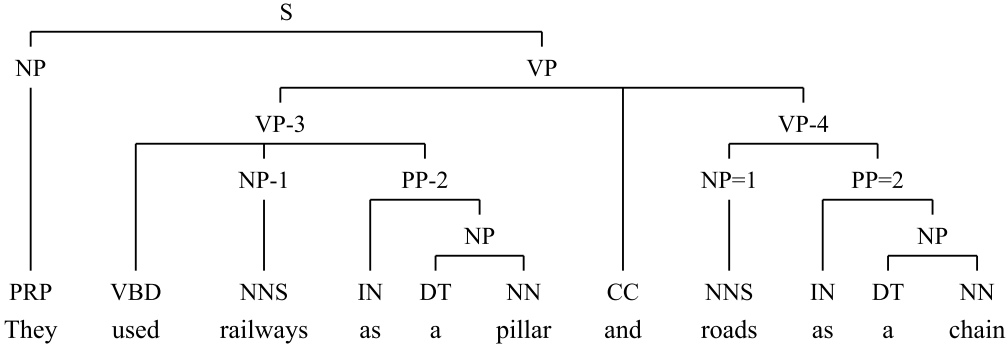 S
NP VP
VP-3 VP-4
NP-1 PP-2 NP=1 PP=2
NP NP
PRP VBD NNS IN DT NN CC NNS IN DT NN
They used railways as a pillar and roads as a chain